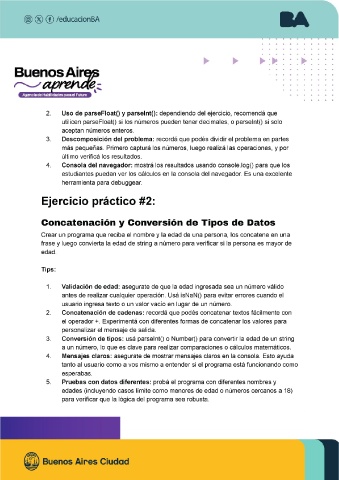 /educacionBA
BA
Buenos Aires
aprende
Agencia de Habilidades para el Futuro
2. Uso de parseFloat() y parseInt(): dependiendo del ejercicio, recomendá que
utilicen parseFloat() si los números pueden tener decimales, o parseInt() si solo
aceptan números enteros.
3. Descomposición del problema: recordá que podés dividir el problema en partes
más pequeñas. Primero capturá los números, luego realizá las operaciones, y por
último verificá los resultados.
4. Consola del navegador: mostrá los resultados usando console.log() para que los
estudiantes puedan ver los cálculos en la consola del navegador. Es una excelente
herramienta para debuggear.
Ejercicio práctico #2:
Concatenación y Conversión de Tipos de Datos
Crear un programa que reciba el nombre y la edad de una persona, los concatene en una
frase y luego convierta la edad de string a número para verificar si la persona es mayor de
edad.
Tips:
1. Validación de edad: asegurate de que la edad ingresada sea un número válido
antes de realizar cualquier operación. Usá isNaN() para evitar errores cuando el
usuario ingresa texto o un valor vacío en lugar de un número.
2. Concatenación de cadenas: recordá que podés concatenar textos fácilmente con
el operador +. Experimentá con diferentes formas de concatenar los valores para
personalizar el mensaje de salida.
3. Conversión de tipos: usá parseInt() o Number() para convertir la edad de un string
a un número, lo que es clave para realizar comparaciones o cálculos matemáticos.
4. Mensajes claros: asegurate de mostrar mensajes claros en la consola. Esto ayuda
tanto al usuario como a vos mismo a entender si el programa está funcionando como
esperabas.
5. Pruebas con datos diferentes: probá el programa con diferentes nombres y
edades (incluyendo casos límite como menores de edad o números cercanos a 18)
para verificar que la lógica del programa sea robusta.
Buenos Aires Ciudad